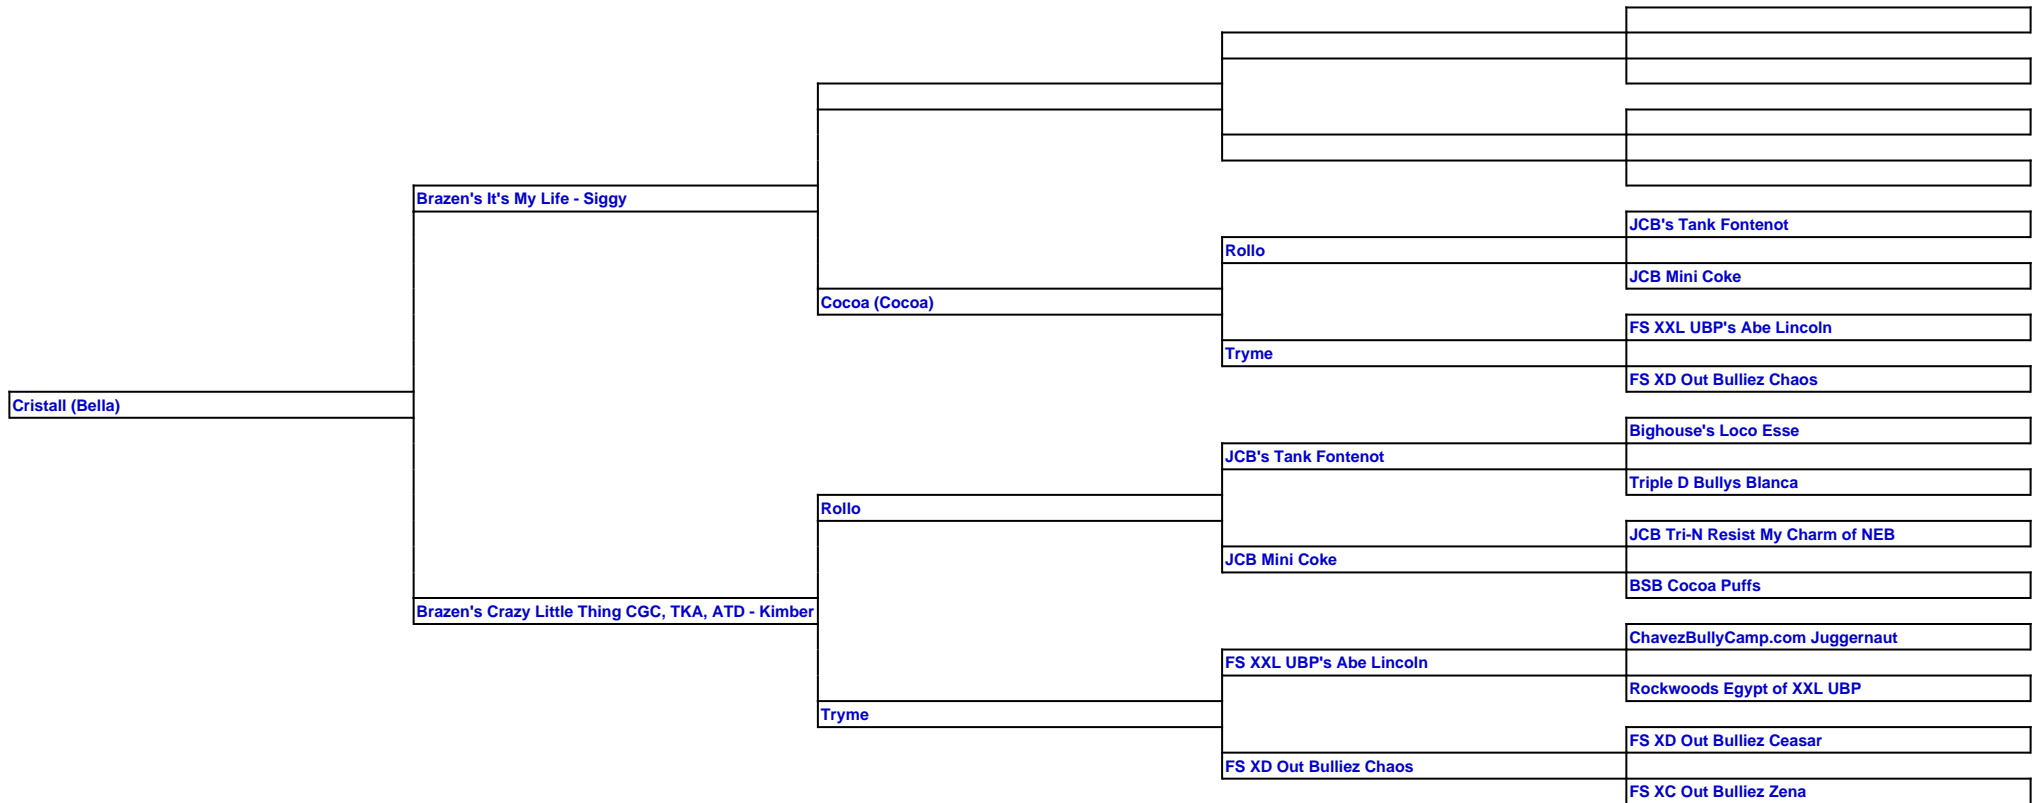 Brazen's It's My Life - Siggy
JCB's Tank Fontenot
Rollo
JCB Mini Coke
Cocoa (Cocoa)
FS XXL UBP's Abe Lincoln
Tryme
FS XD Out Bulliez Chaos
Cristall (Bella)
Bighouse's Loco Esse
JCB's Tank Fontenot
Triple D Bullys Blanca
Rollo
JCB Tri-N Resist My Charm of NEB
JCB Mini Coke
BSB Cocoa Puffs
Brazen's Crazy Little Thing CGC, TKA, ATD - Kimber
ChavezBullyCamp.com Juggernaut
FS XXL UBP's Abe Lincoln
Rockwoods Egypt of XXL UBP
Tryme
FS XD Out Bulliez Ceasar
FS XD Out Bulliez Chaos
FS XC Out Bulliez Zena